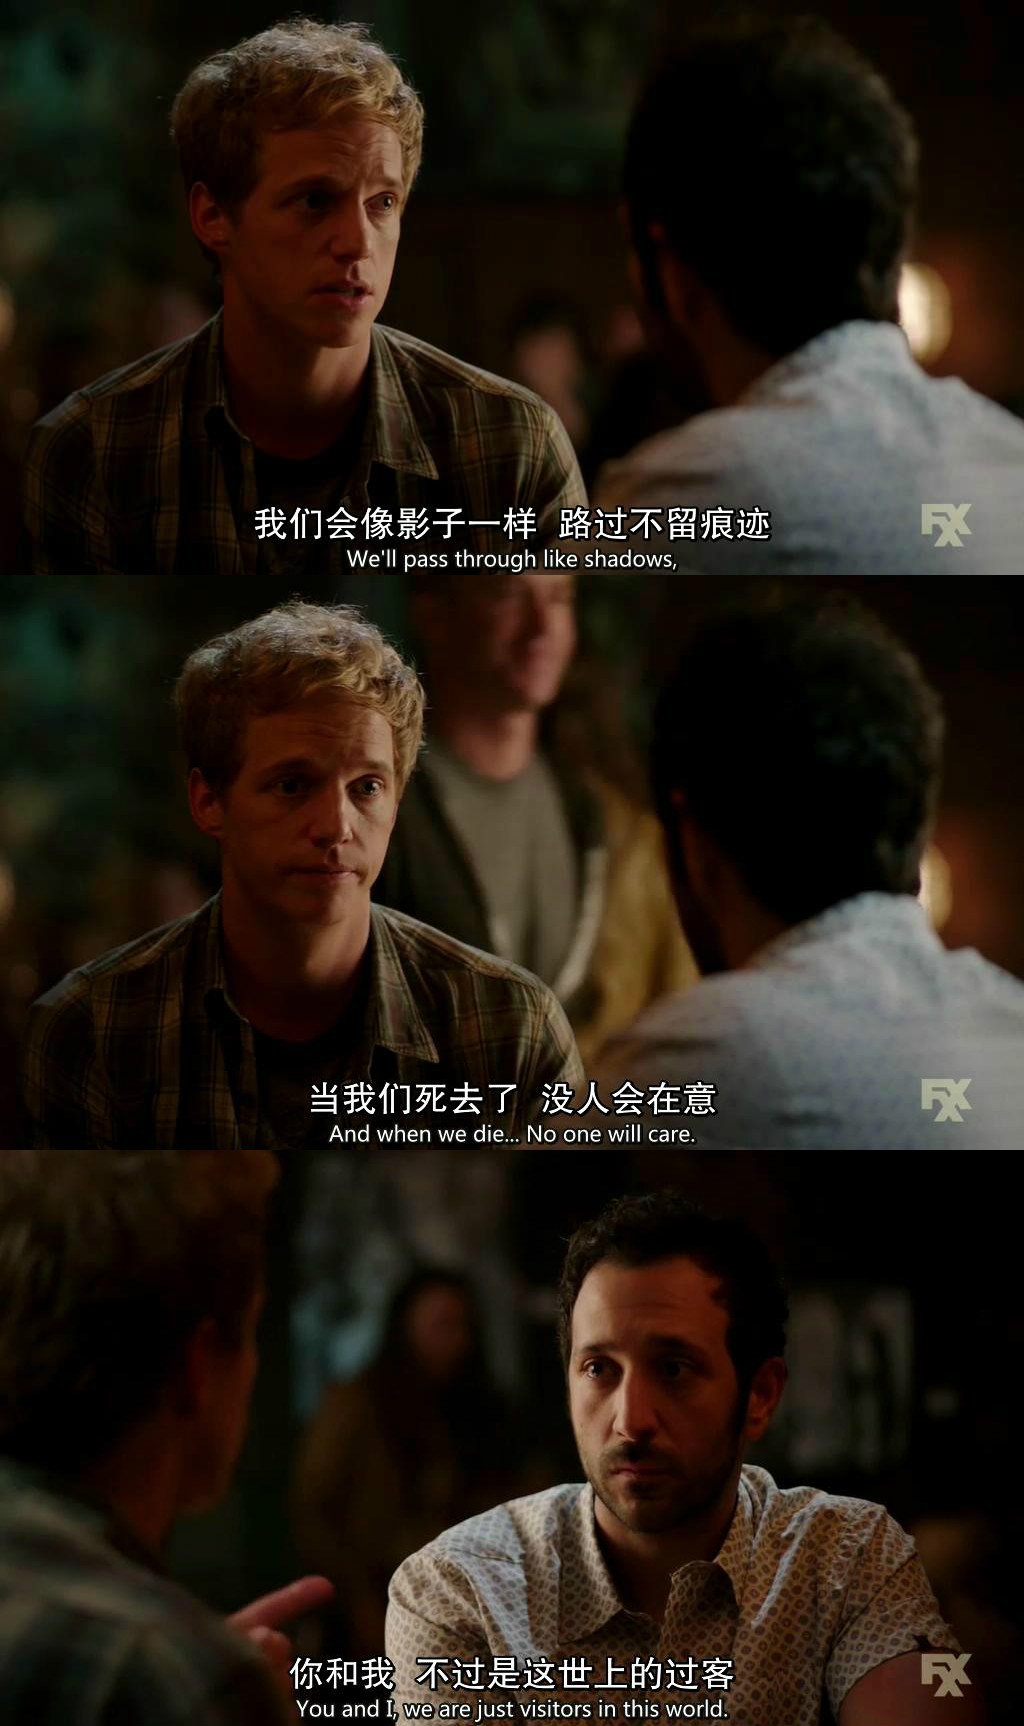 我们会像影子一样 路过不留痕迹
We'll pass through like shadows,
FXX
当我们死去了 没人会在意
And when we die... No one will care.
FXX
你和我 不过是这世上的过客
You and I, we are just visitors in this world.
FXX